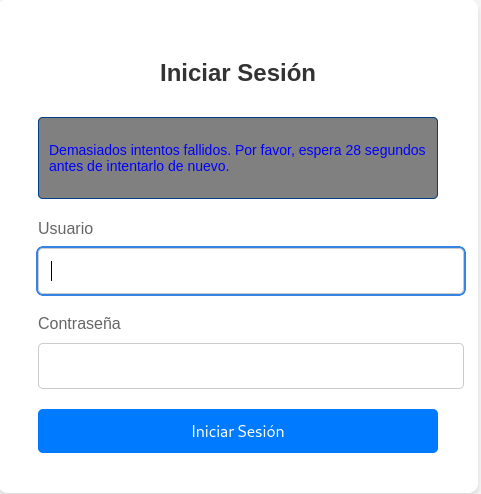 Iniciar Sesión
Demasiados intentos fallidos. Por favor, espera 28 segundos
antes de intentarlo de nuevo.
Usuario
Contraseña
Iniciar Sesión